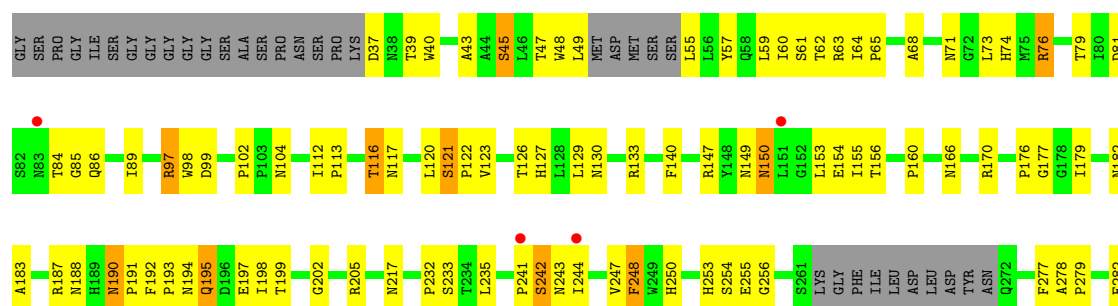 GLY SER PRO GLY ILE SER GLY GLY GLY GLY GLY SER ALA SER PRO ASN SER PRO LYS D37 N38 T39 W40 A43 A44 S45 L46 T47 W48 L49 MET ASP MET SER SER L55 L56 Y57 Q58 L59 I60 S61 T62 R63 I64 P65 A68 N71 G72 L73 H74 M75 R76 T79 I80 D81
S82 N83 T84 G85 Q86 I89 R97 W98 D99 P102 P103 N104 I112 P113 T116 N117 L120 S121 P122 V123 T126 H127 L128 L129 N130 R133 F140 R147 Y148 N149 N150 L151 G152 L153 E154 I155 T156 P160 N166 R170 P176 G177 G178 I179 N182
A183 R187 N188 H189 N190 P191 F192 P193 N194 Q195 D196 E197 I198 T199 G202 R205 N217 P232 S233 T234 L235 P241 S242 N243 I244 V247 F248 W249 H250 H253 S254 E255 G256 S261 LYS GLY PHE ILE LEU LEU ASP ASP TYR ASN Q272 F277 A278 P279